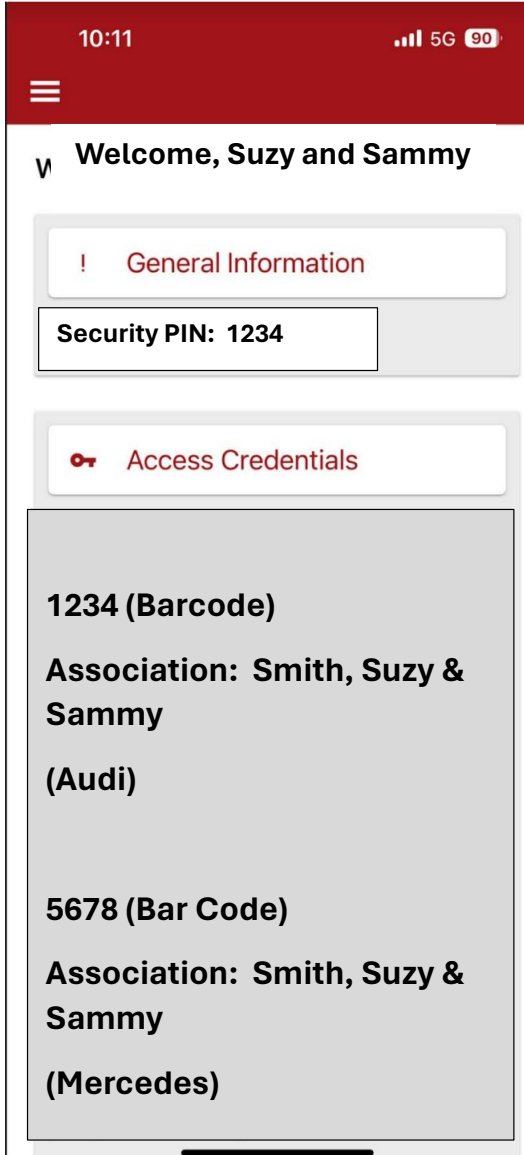 10:11 5G 90
Welcome, Suzy and Sammy
! General Information
Security PIN: 1234
Access Credentials
1234 (Barcode)
Association: Smith, Suzy &
Sammy
(Audi)
5678 (Bar Code)
Association: Smith, Suzy &
Sammy
(Mercedes)